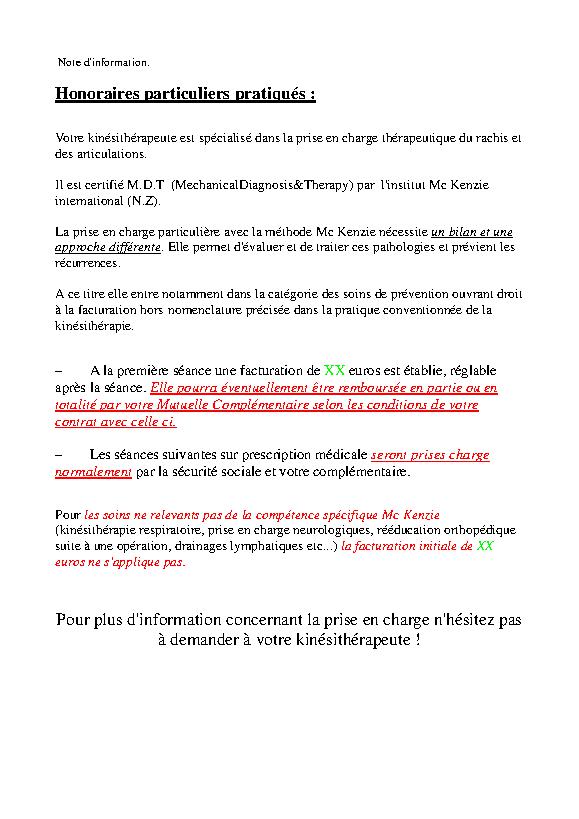 Note d'information.
Honoraires particuliers pratiqués :
Votre kinésithérapeute est spécialisé dans la prise en charge thérapeutique du rachis et
des articulations.
Il est certifié M.D.T (MechanicalDiagnosis&Therapy) par l'institut Mc Kenzie
international (N.Z).
La prise en charge particulière avec la méthode Mc Kenzie nécessite un bilan et une
approche différente. Elle permet d'évaluer et de traiter ces pathologies et prévient les
récurrences.
A ce titre elle entre notamment dans la catégorie des soins de prévention ouvrant droit
à la facturation hors nomenclature précisée dans la pratique conventionnée de la
kinésithérapie.
– A la première séance une facturation de XX euros est établie, réglable
après la séance. Elle pourra éventuellement être remboursée en partie ou en
totalité par votre Mutuelle Complémentaire selon les conditions de votre
contrat avec celle ci.
– Les séances suivantes sur prescription médicale seront prises charge
normalement par la sécurité sociale et votre complémentaire.
Pour les soins ne relevants pas de la compétence spécifique Mc Kenzie
(kinésithérapie respiratoire, prise en charge neurologiques, rééducation orthopédique
suite à une opération, drainages lymphatiques etc...) la facturation initiale de XX
euros ne s'applique pas.
Pour plus d'information concernant la prise en charge n'hésitez pas
à demander à votre kinésithérapeute !